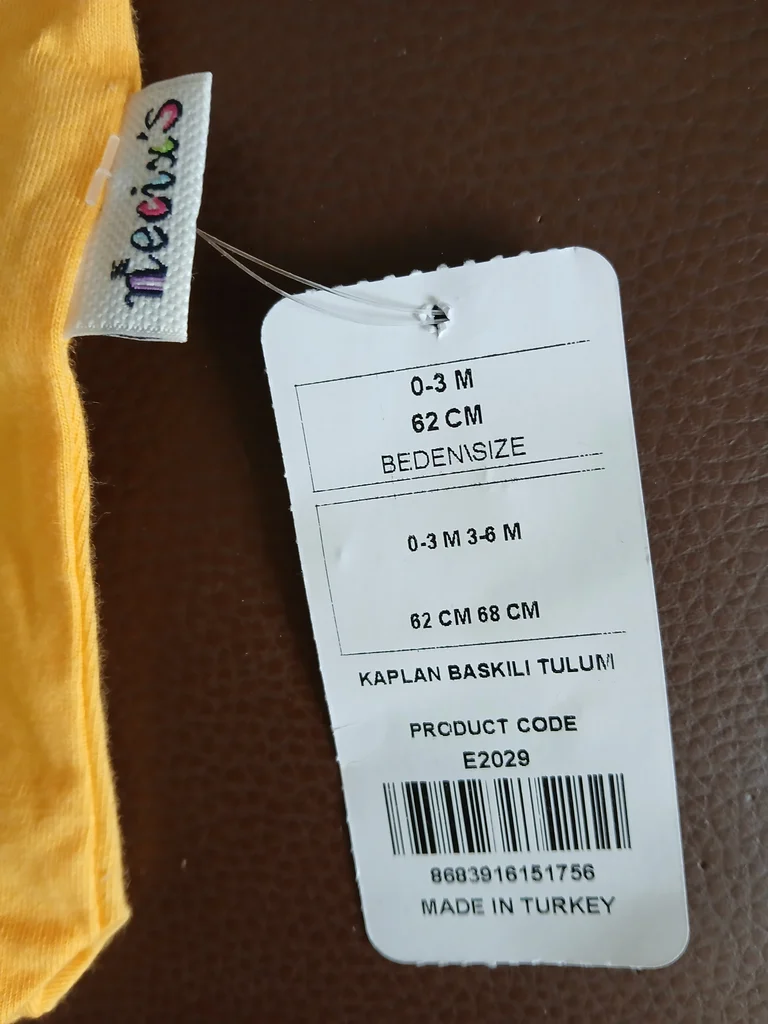 Necix's
0-3 M
62 CM
BEDEN\SIZE
0-3 M 3-6 M
62 CM 68 CM
KAPLAN BASKILI TULUM
PRODUCT CODE
E2029
8683916151756
MADE IN TURKEY